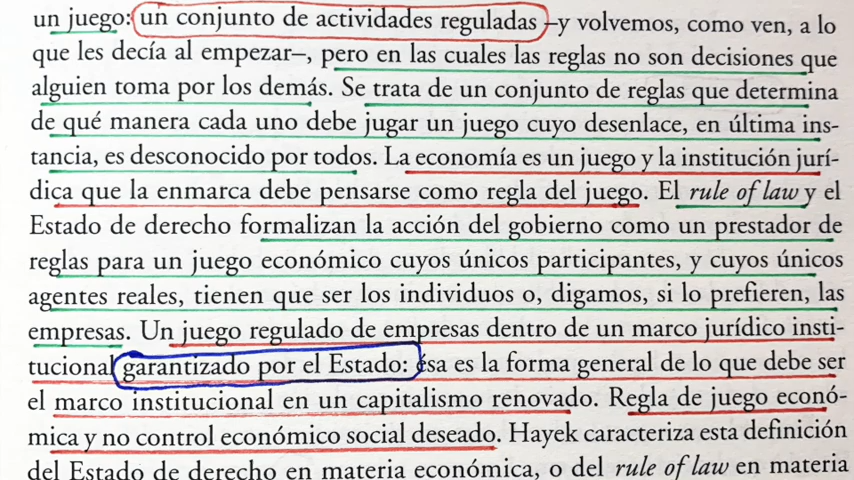 un juego: un conjunto de actividades reguladas –y volvemos, como ven, a lo
que les decía al empezar–, pero en las cuales las reglas no son decisiones que
alguien toma por los demás. Se trata de un conjunto de reglas que determina
de qué manera cada uno debe jugar un juego cuyo desenlace, en última ins-
tancia, es desconocido por todos. La economía es un juego y la institución jurí-
dica que la enmarca debe pensarse como regla del juego. El rule of law y el
Estado de derecho formalizan la acción del gobierno como un prestador de
reglas para un juego económico cuyos únicos participantes, y cuyos únicos
agentes reales, tienen que ser los individuos o, digamos, si lo prefieren, las
empresas. Un juego regulado de empresas dentro de un marco jurídico insti-
tucional garantizado por el Estado: ésa es la forma general de lo que debe ser
el marco institucional en un capitalismo renovado. Regla de juego econó-
mica y no control económico social deseado. Hayek caracteriza esta definición
del Estado de derecho en materia económica, o del rule of law en materia